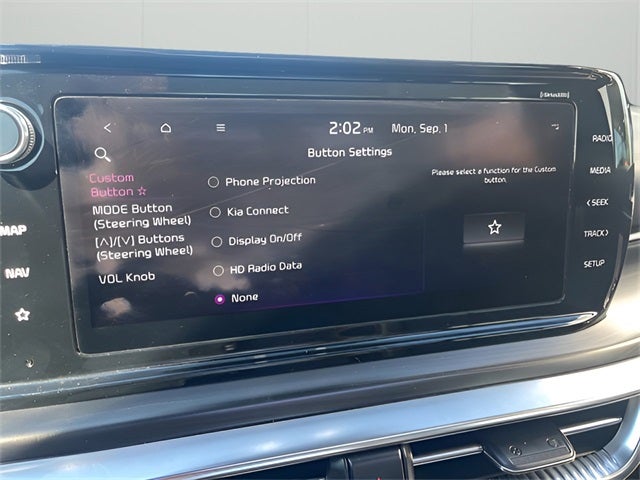 2:02 PM Mon, Sep. 1
Button Settings
Custom
Button ☆
MODE Button
(Steering Wheel)
[∧]/[∨] Buttons
(Steering Wheel)
VOL Knob
Phone Projection
Kia Connect
Display On/Off
HD Radio Data
None
Please select a function for the Custom
button.
☆
MAP
NAV
☆
((SiriusXM))
RADIO
MEDIA
< SEEK
TRACK >
SETUP